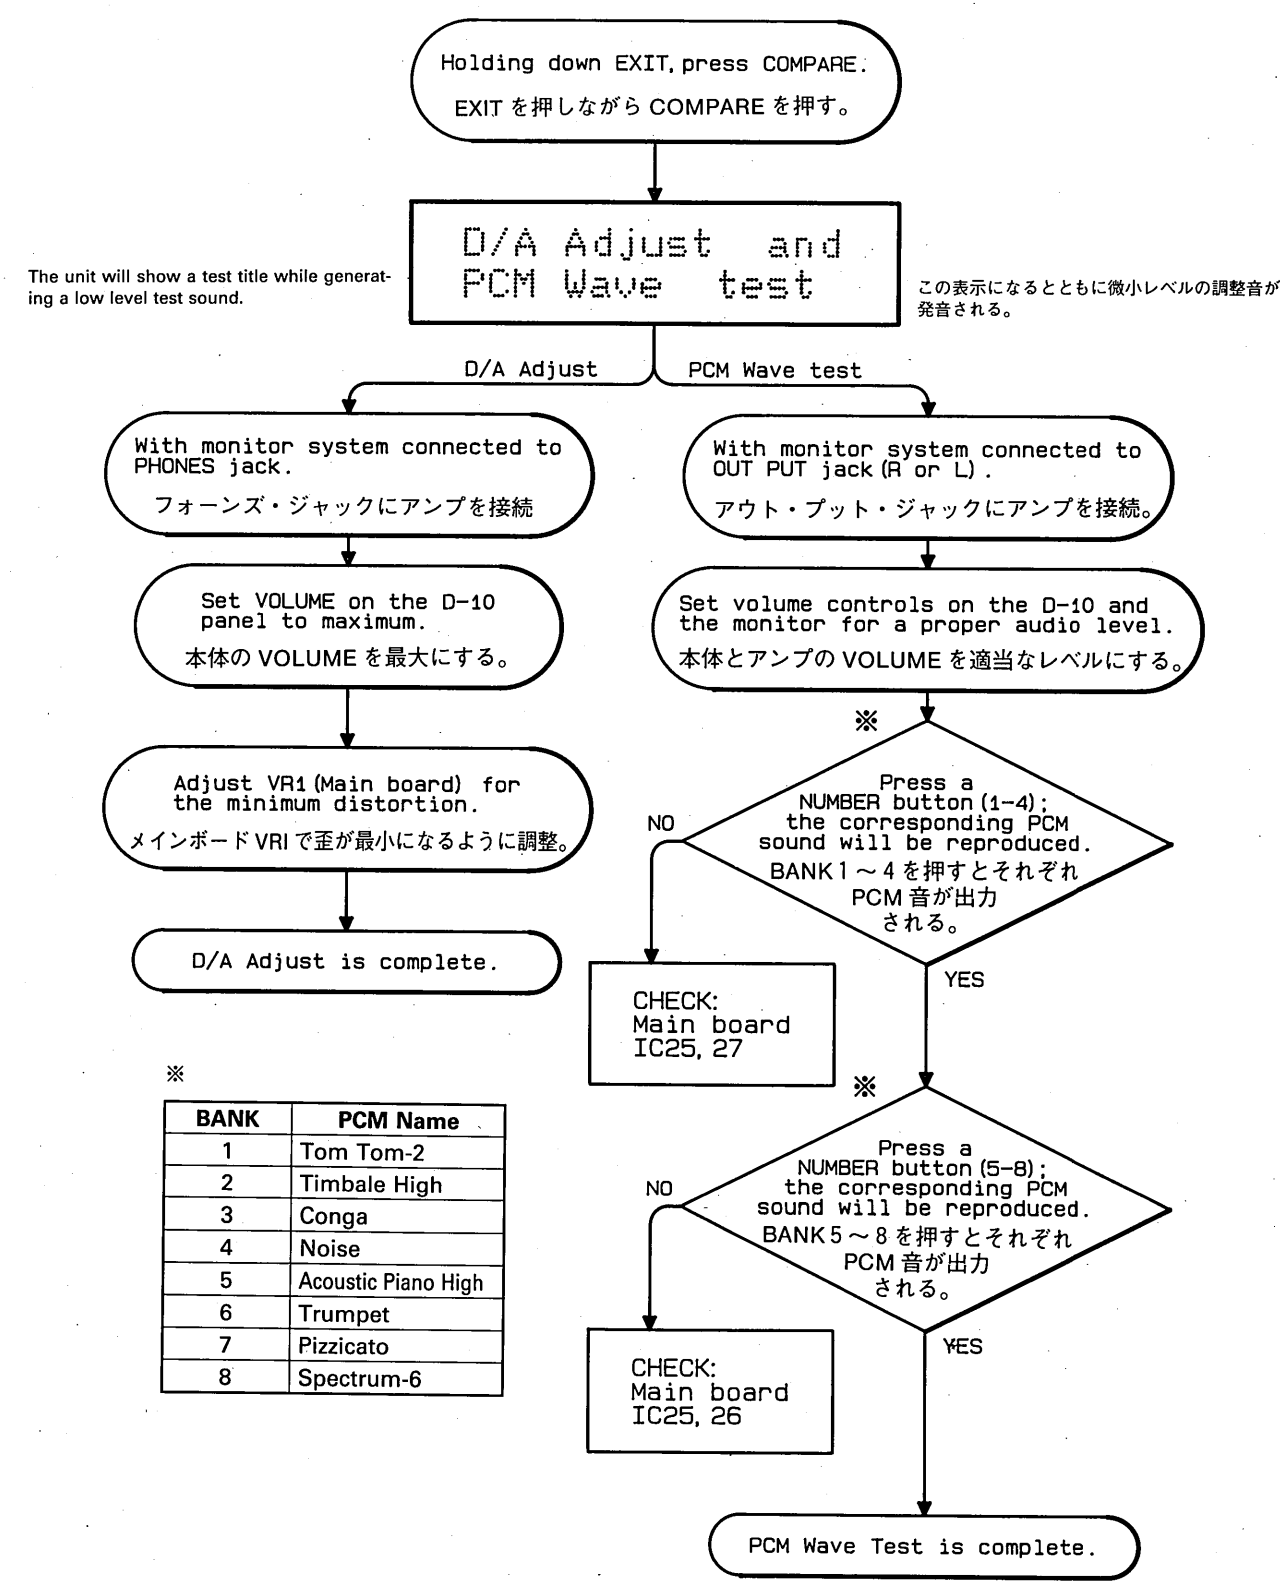 Holding down EXIT, press COMPARE.
EXIT を押しながら COMPARE を押す。
D/A Adjust and
PCM Wave test
The unit will show a test title while generat-
ing a low level test sound.
この表示になるとともに微小レベルの調整音が
発音される。
D/A Adjust
PCM Wave test
With monitor system connected to
PHONES jack.
フォーンズ・ジャックにアンプを接続
Set VOLUME on the D-10
panel to maximum.
本体の VOLUME を最大にする。
Adjust VR1 (Main board) for
the minimum distortion.
メインボード VRI で歪が最小になるように調整。
D/A Adjust is complete.
With monitor system connected to
OUT PUT jack (R or L).
アウト・プット・ジャックにアンプを接続。
Set volume controls on the D-10 and
the monitor for a proper audio level.
本体とアンプの VOLUME を適当なレベルにする。
※
Press a
NUMBER button (1-4);
the corresponding PCM
sound will be reproduced.
BANK 1 ～ 4 を押すとそれぞれ
PCM 音が出力
される。
NO
YES
CHECK:
Main board
IC25, 27
※
Press a
NUMBER button (5-8);
the corresponding PCM
sound will be reproduced.
BANK 5 ～ 8 を押すとそれぞれ
PCM 音が出力
される。
NO
YES
CHECK:
Main board
IC25, 26
PCM Wave Test is complete.
※
BANK PCM Name
1 Tom Tom-2
2 Timbale High
3 Conga
4 Noise
5 Acoustic Piano High
6 Trumpet
7 Pizzicato
8 Spectrum-6